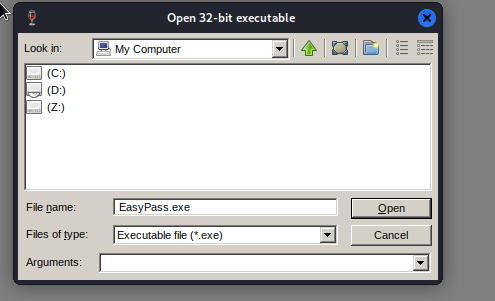 Open 32-bit executable
Look in: My Computer
(C:)
(D:)
(Z:)
File name: EasyPass.exe Open
Files of type: Executable file (*.exe) Cancel
Arguments: